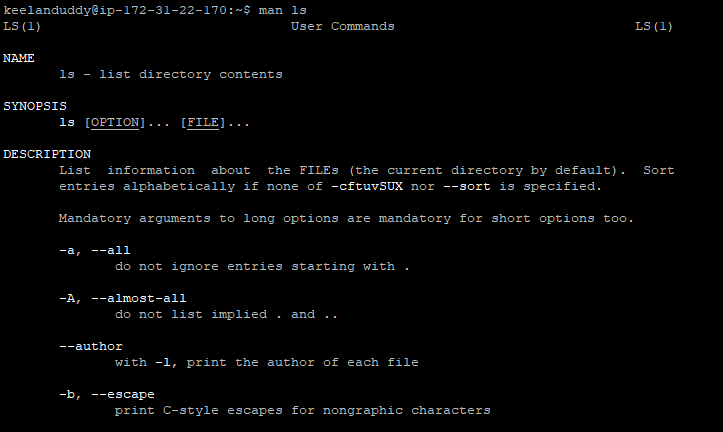 keelanduddy@ip-172-31-22-170:~$ man ls
LS(1) User Commands LS(1)
NAME
ls - list directory contents
SYNOPSIS
ls [OPTION]... [FILE]...
DESCRIPTION
List information about the FILEs (the current directory by default). Sort
entries alphabetically if none of -cftuvSUX nor --sort is specified.
Mandatory arguments to long options are mandatory for short options too.
-a, --all
do not ignore entries starting with .
-A, --almost-all
do not list implied . and ..
--author
with -l, print the author of each file
-b, --escape
print C-style escapes for nongraphic characters